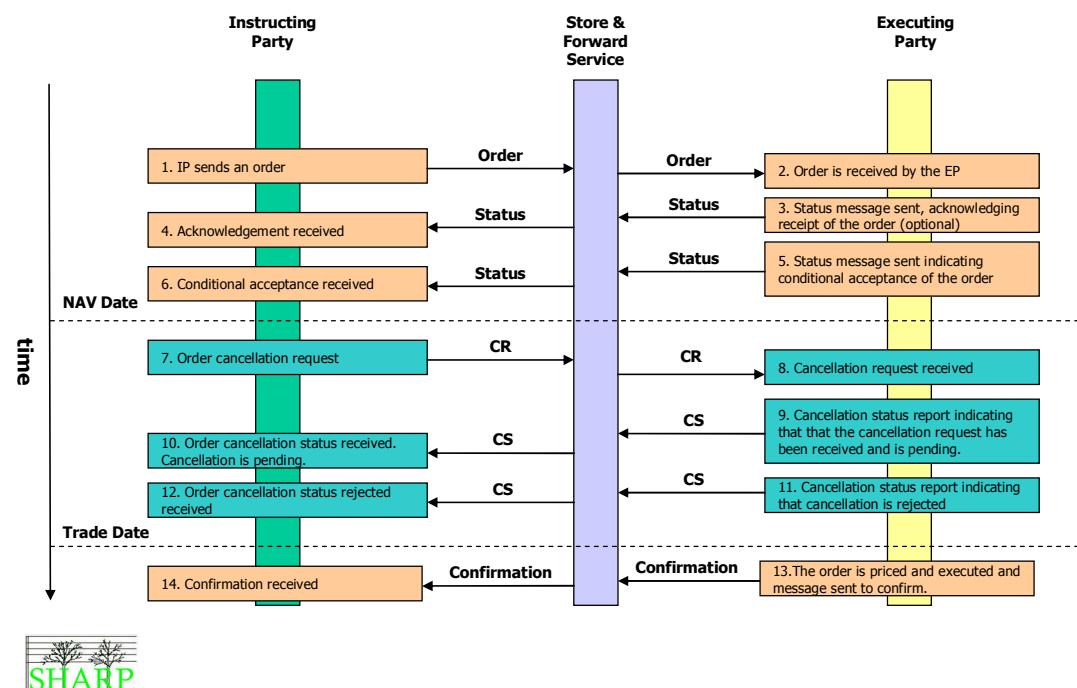 Instructing
Party
Store &
Forward
Service
Executing
Party
Order
Order
1. IP sends an order
2. Order is received by the EP
Status
3. Status message sent, acknowledging
receipt of the order (optional)
Status
4. Acknowledgement received
Status
5. Status message sent indicating
conditional acceptance of the order
Status
6. Conditional acceptance received
NAV Date
time
CR
7. Order cancellation request
CR
8. Cancellation request received
9. Cancellation status report indicating
that that the cancellation request has
been received and is pending.
CS
CS
10. Order cancellation status received.
Cancellation is pending.
CS
11. Cancellation status report indicating
that cancellation is rejected
CS
12. Order cancellation status rejected
received
Trade Date
Confirmation
13.The order is priced and executed and
message sent to confirm.
Confirmation
14. Confirmation received
SHARP